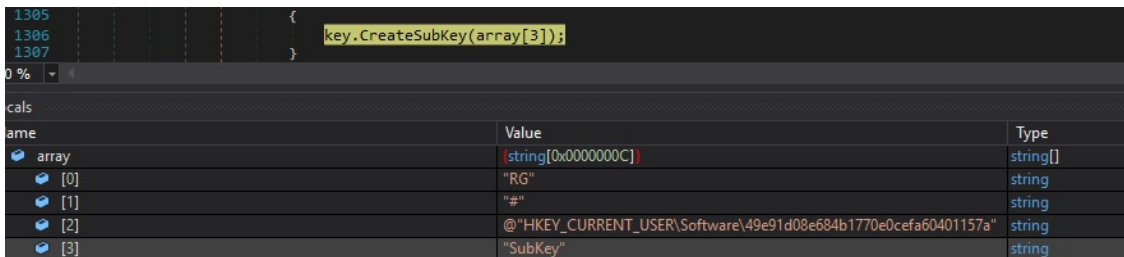 1305 {
1306 key.CreateSubKey(array[3]);
1307 }
0 %
cals
ame Value Type
array {string[0x0000000C]} string[]
[0] "RG" string
[1] "#" string
[2] @"HKEY_CURRENT_USER\Software\49e91d08e684b1770e0cefa60401157a" string
[3] "SubKey" string